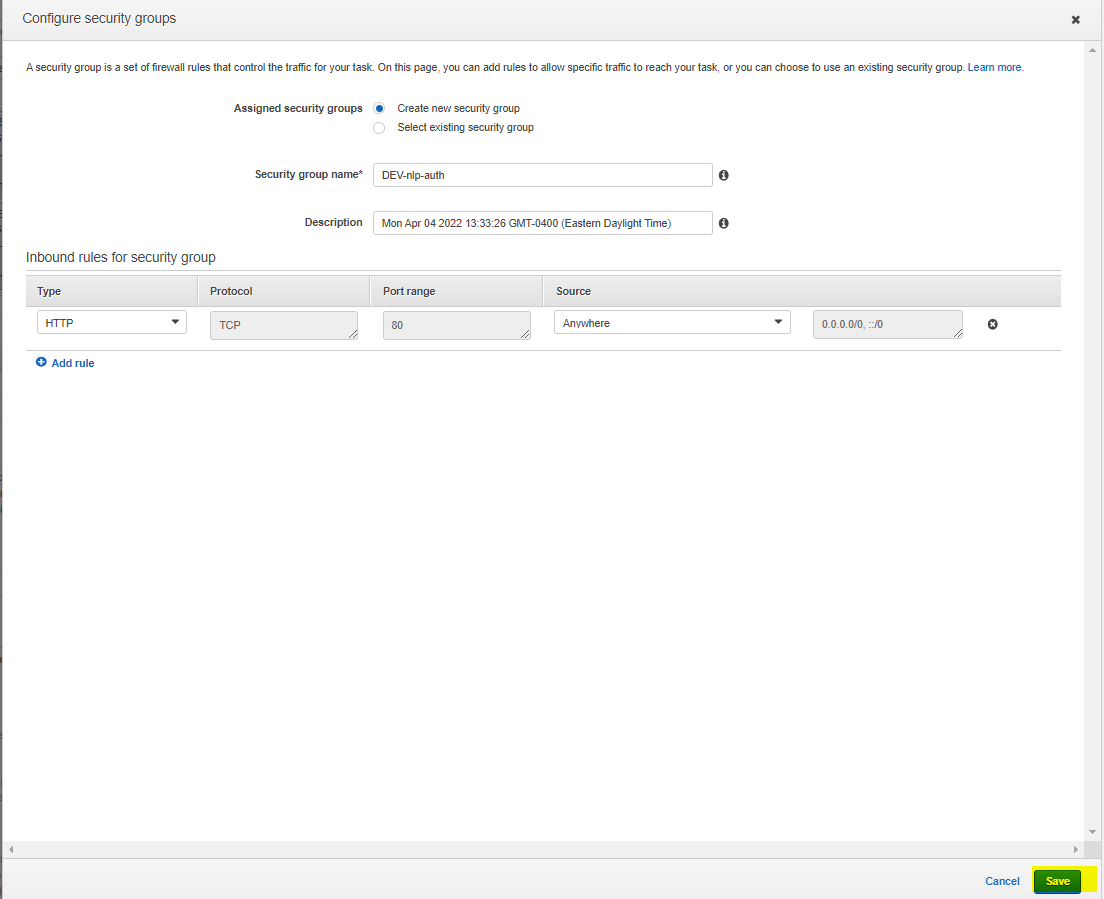 Configure security groups
A security group is a set of firewall rules that control the traffic for your task. On this page, you can add rules to allow specific traffic to reach your task, or you can choose to use an existing security group. Learn more.
Assigned security groups
Create new security group
Select existing security group
Security group name*
DEV-nlp-auth
Description
Mon Apr 04 2022 13:33:26 GMT-0400 (Eastern Daylight Time)
Inbound rules for security group
Type Protocol Port range Source
HTTP TCP 80 Anywhere 0.0.0.0/0, ::/0
Add rule
Cancel Save